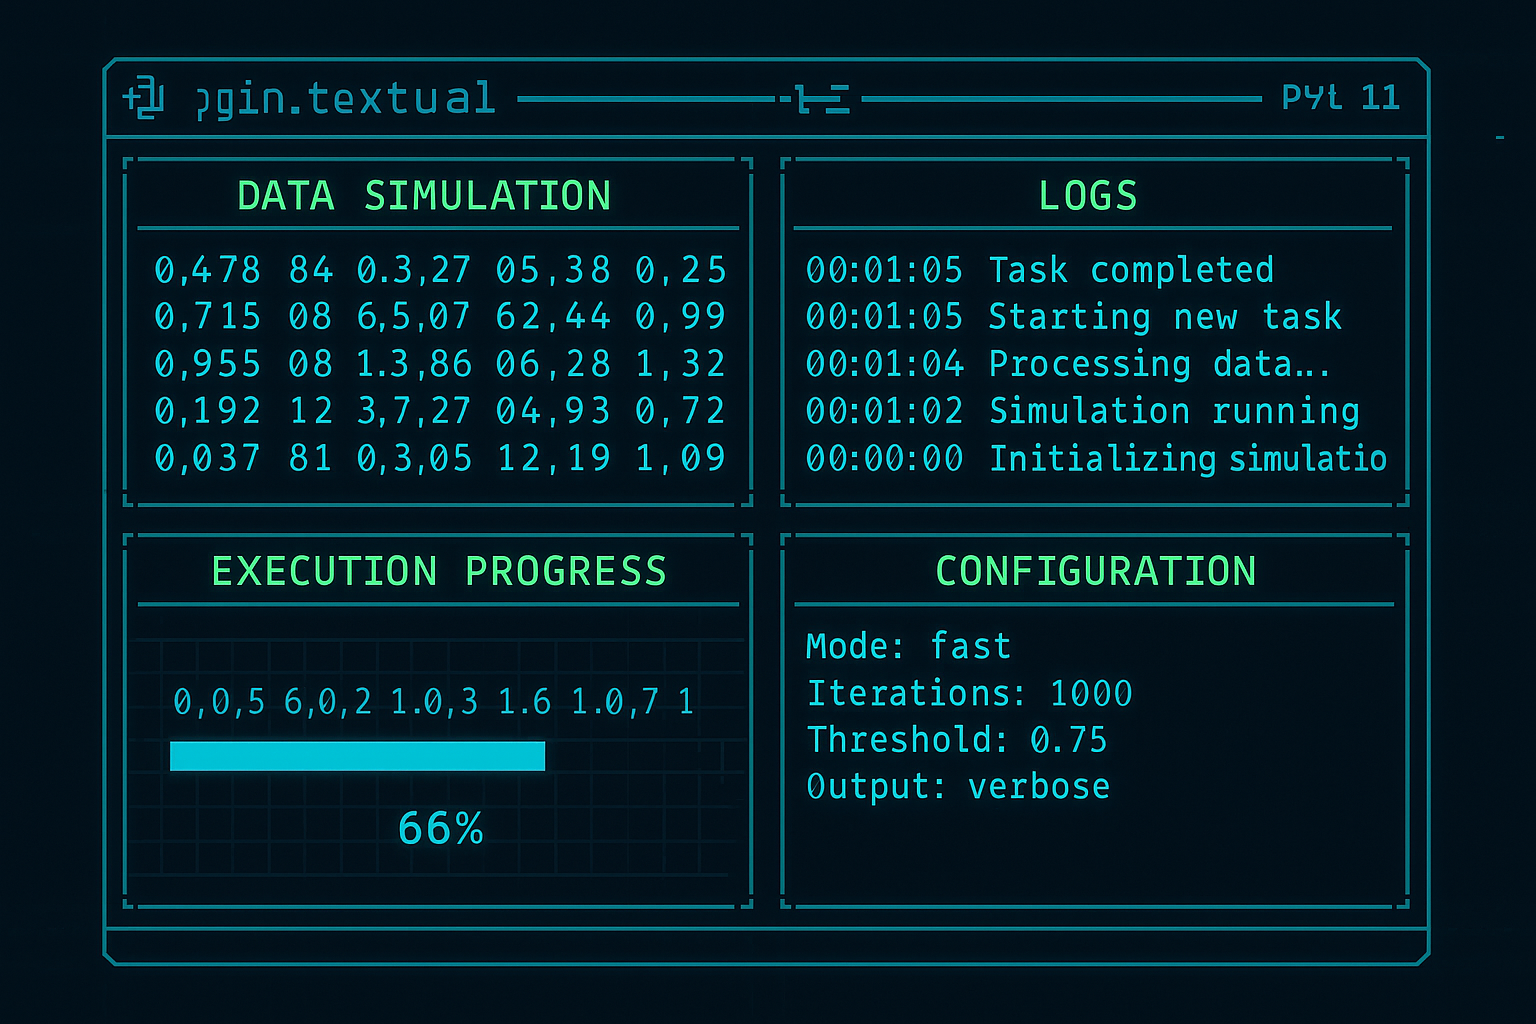 gin.textual
11
DATA SIMULATION
0,478 84 0.3,27 05,38 0,25
0,715 08 6,5,07 62,44 0,99
0,955 08 1.3,86 06,28 1,32
0,192 12 3,7,27 04,93 0,72
0,037 81 0,3,05 12,19 1,09
LOGS
00:01:05 Task completed
00:01:05 Starting new task
00:01:04 Processing data...
00:01:02 Simulation running
00:00:00 Initializing simulatio
EXECUTION PROGRESS
0,0,5 6,0,2 1.0,3 1.6 1.0,7 1
66%
CONFIGURATION
Mode: fast
Iterations: 1000
Threshold: 0.75
Output: verbose